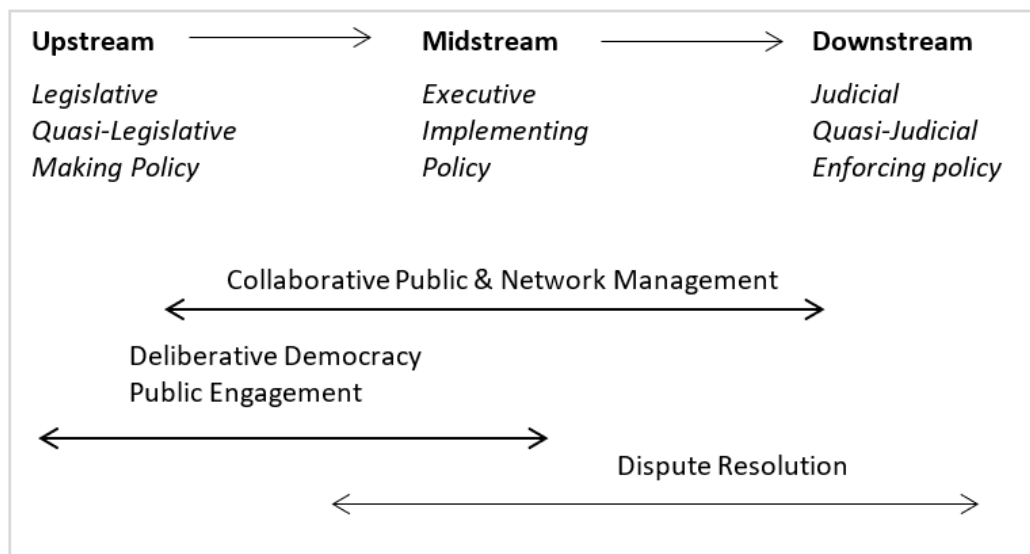 Upstream Midstream Downstream
Legislative Executive Judicial
Quasi-Legislative Implementing Quasi-Judicial
Making Policy Policy Enforcing policy
Collaborative Public & Network Management
Deliberative Democracy
Public Engagement
Dispute Resolution